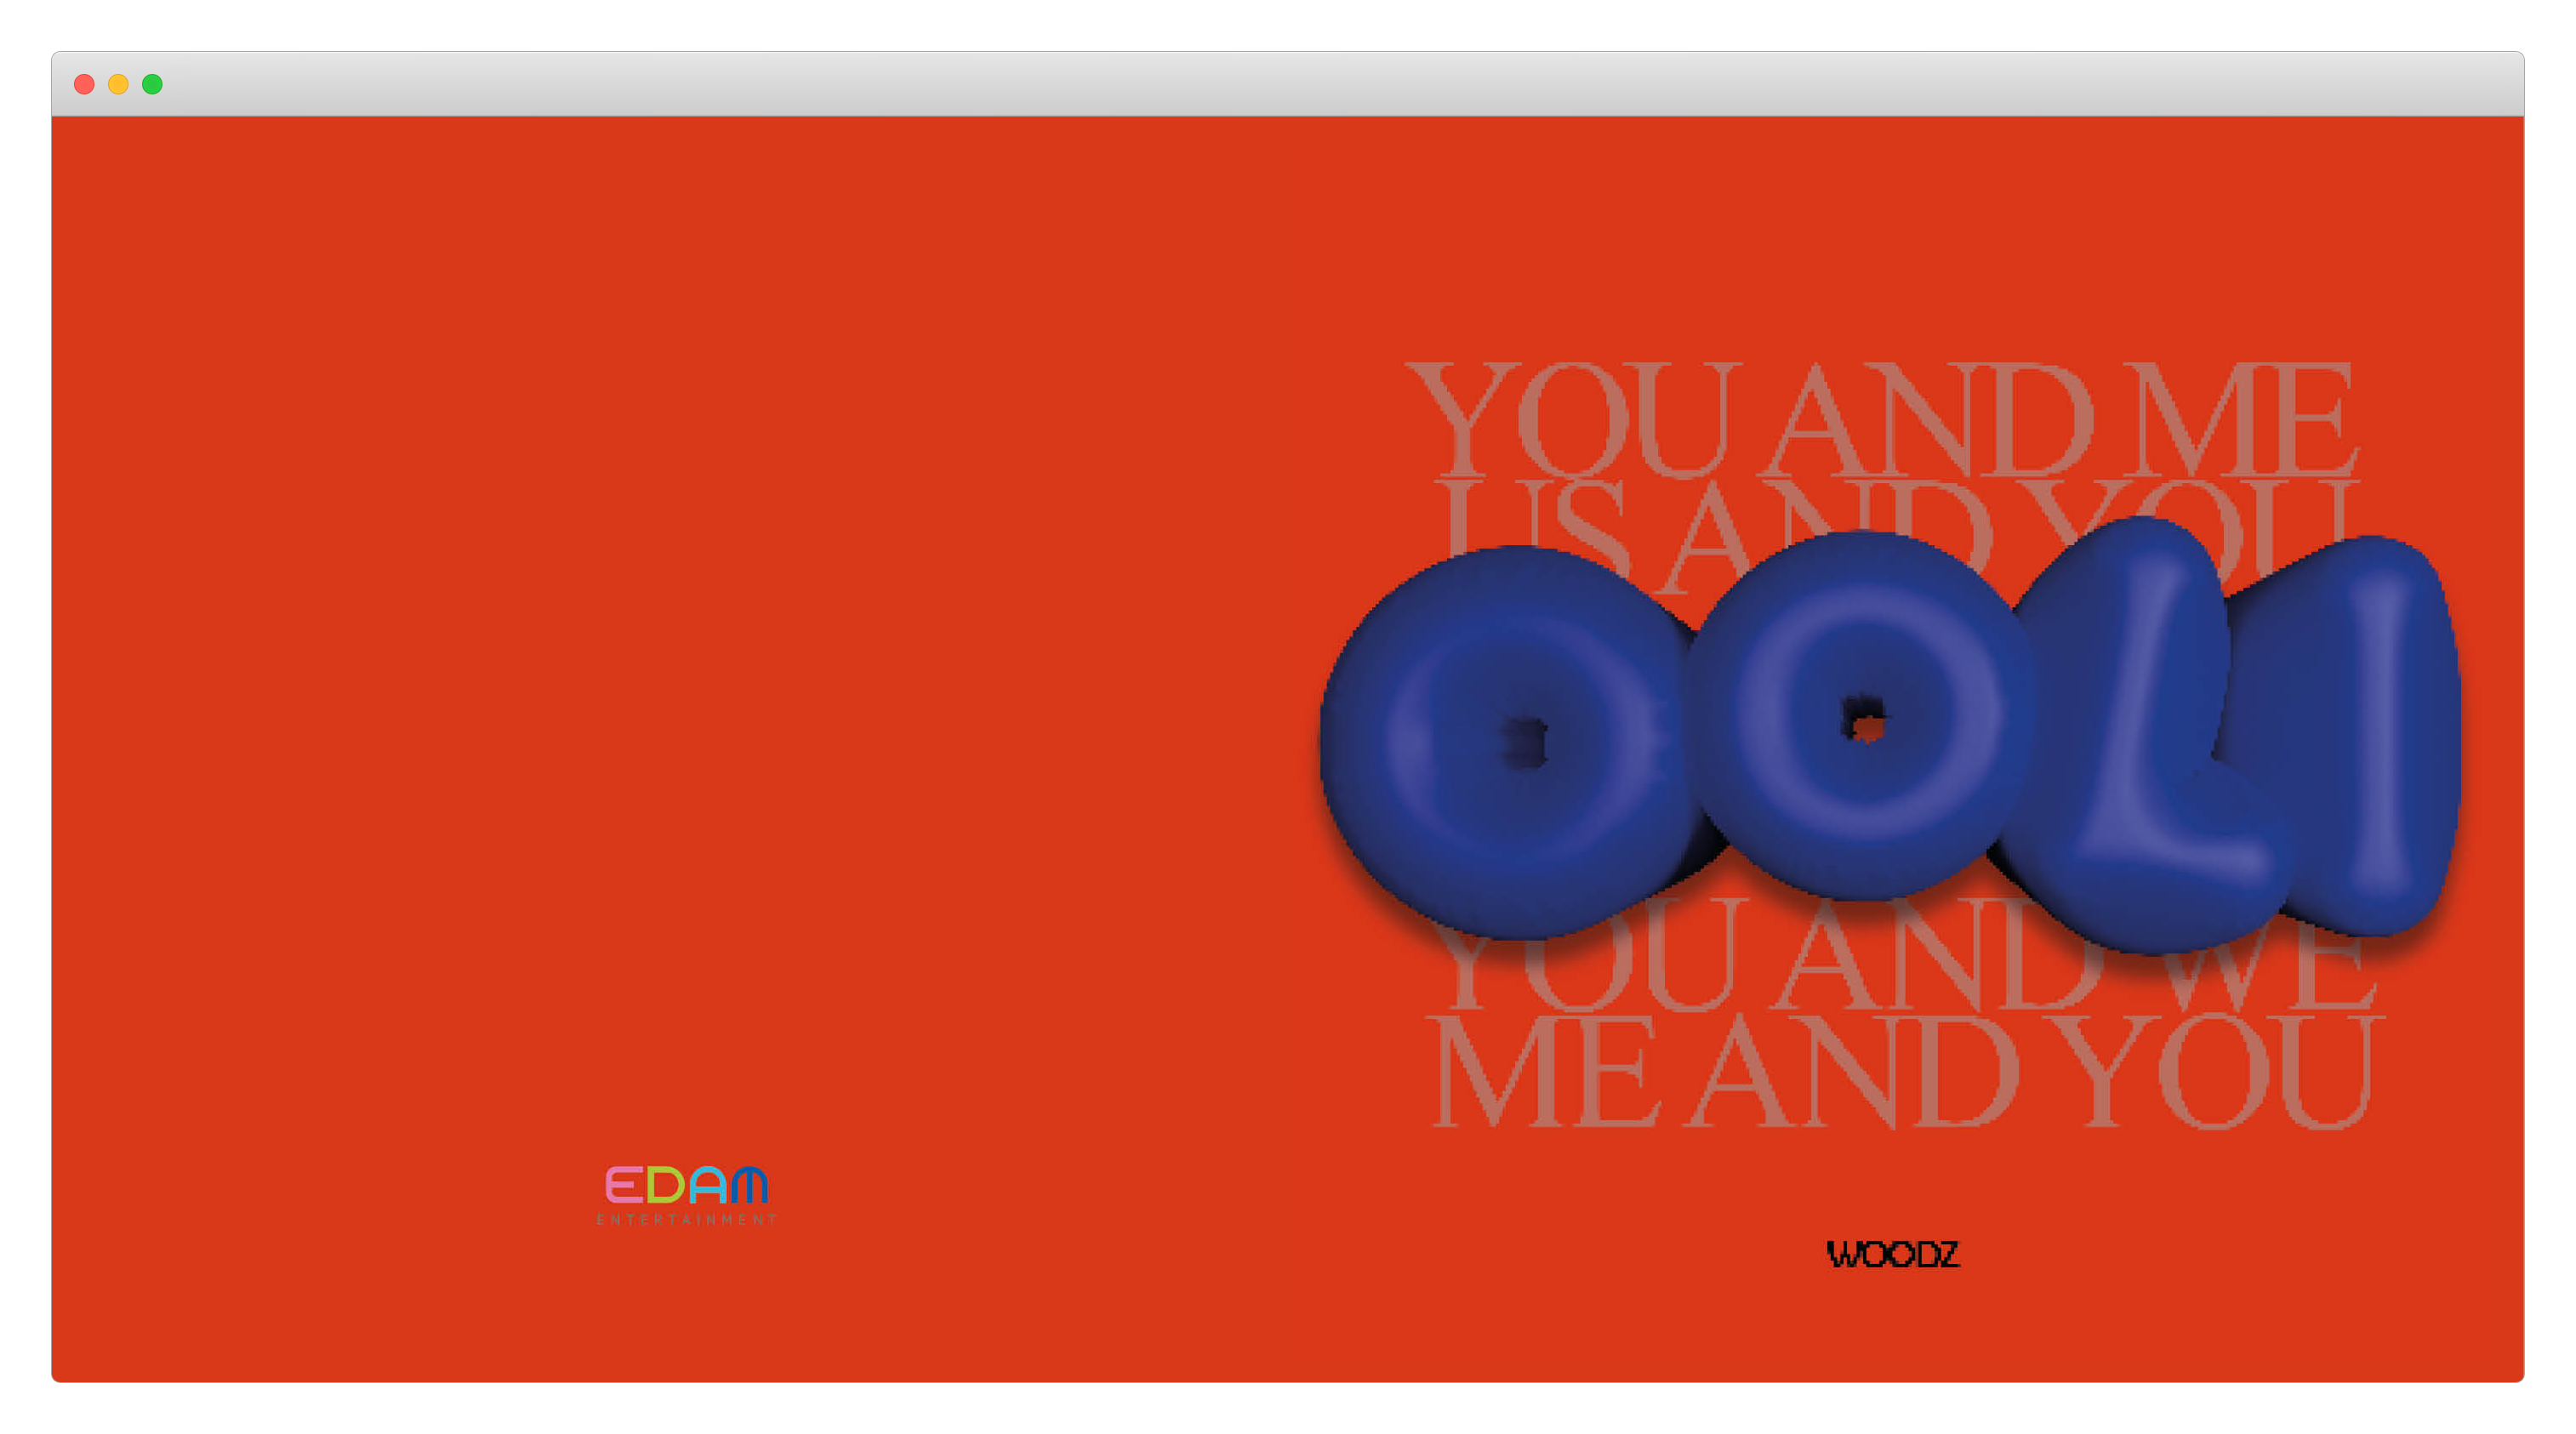 YOU AND ME
US AND YOU
OOLI
YOU AND WE
ME AND YOU
EDAM
ENTERTAINMENT
WOODZ